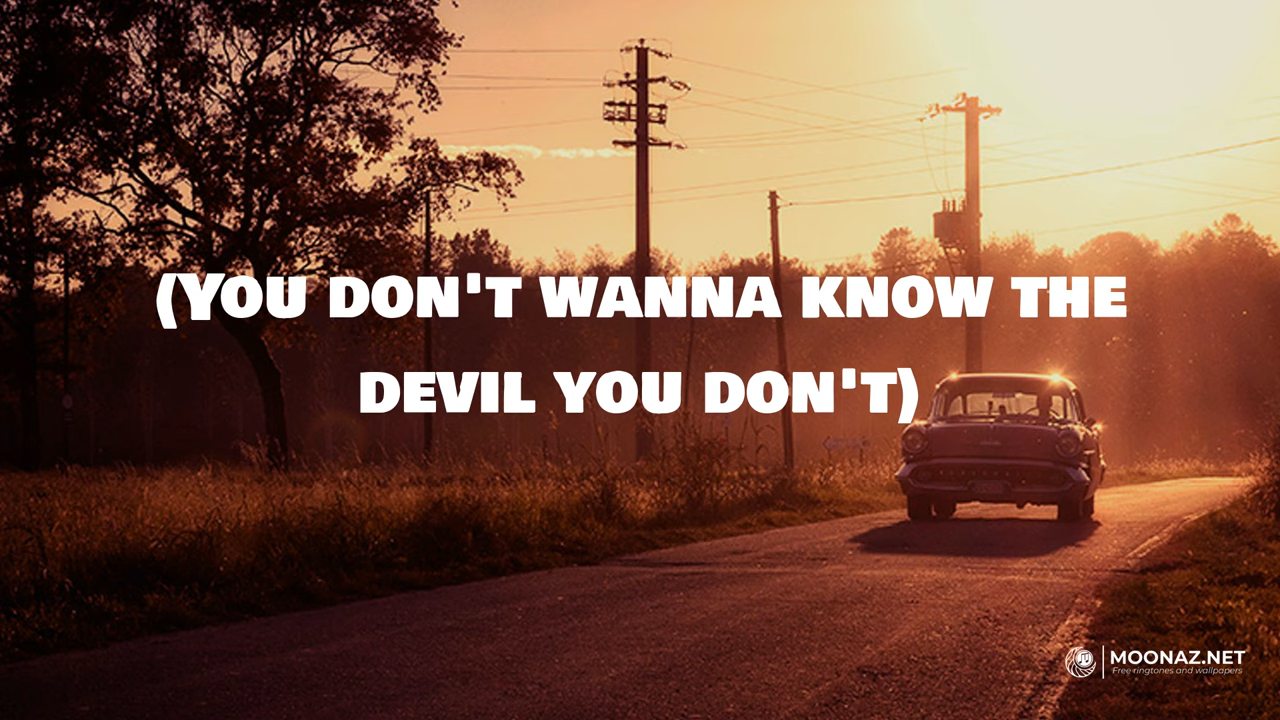 (You don't wanna know the
devil you don't)
MOONAZ.NET
Free ringtones and wallpapers